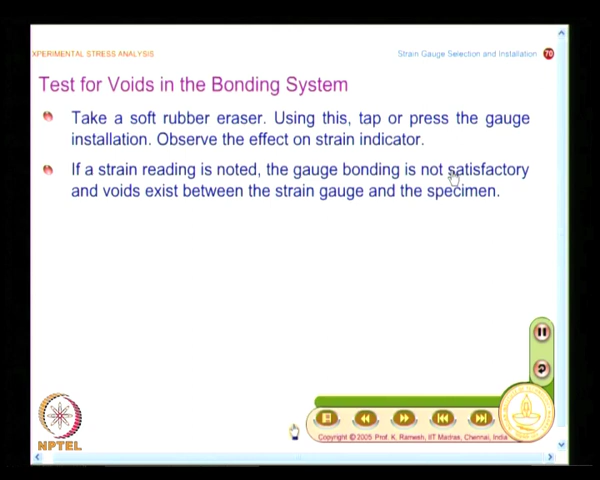 XPERIMENTAL STRESS ANALYSIS
Strain Gauge Selection and Installation 70
Test for Voids in the Bonding System
Take a soft rubber eraser. Using this, tap or press the gauge
installation. Observe the effect on strain indicator.
If a strain reading is noted, the gauge bonding is not satisfactory
and voids exist between the strain gauge and the specimen.
NPTEL
Copyright © 2005 Prof. K. Ramesh, IIT Madras, Chennai, India